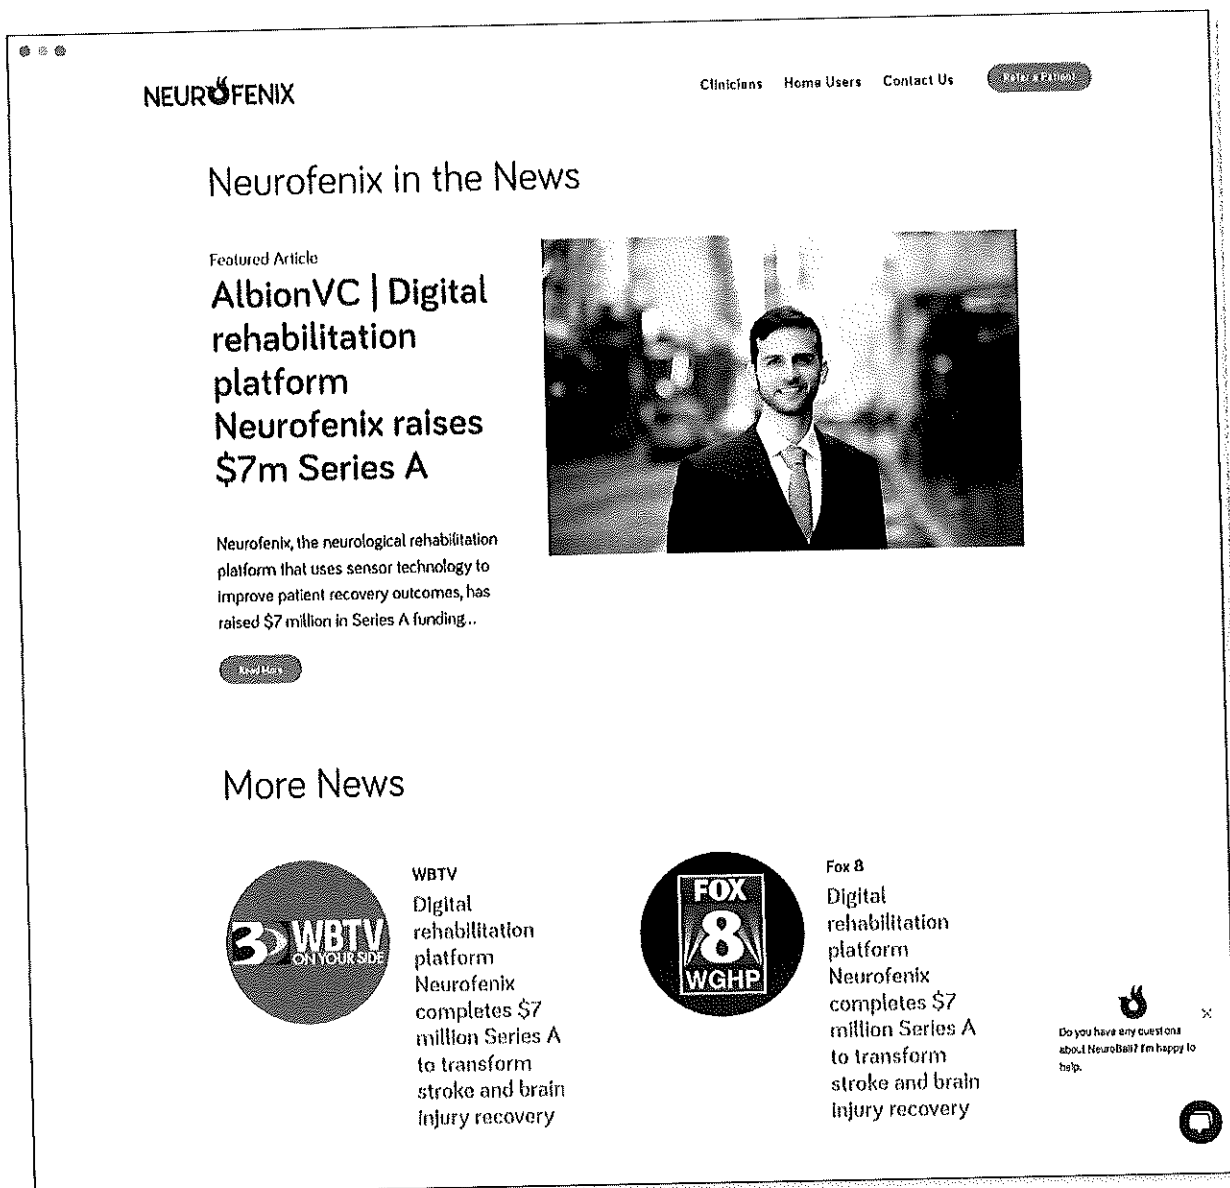 NEUROFENIX
Clinicians Home Users Contact Us Refer a Patient
Neurofenix in the News
Featured Article
AlbionVC | Digital
rehabilitation
platform
Neurofenix raises
$7m Series A
Neurofenix, the neurological rehabilitation
platform that uses sensor technology to
improve patient recovery outcomes, has
raised $7 million in Series A funding...
Read More
More News
3 WBTV
ON YOUR SIDE
WBTV
Digital
rehabilitation
platform
Neurofenix
completes $7
million Series A
to transform
stroke and brain
injury recovery
FOX
8
WGHP
Fox 8
Digital
rehabilitation
platform
Neurofenix
completes $7
million Series A
to transform
stroke and brain
injury recovery
Do you have any questions
about NeuroBall? I'm happy to
help.